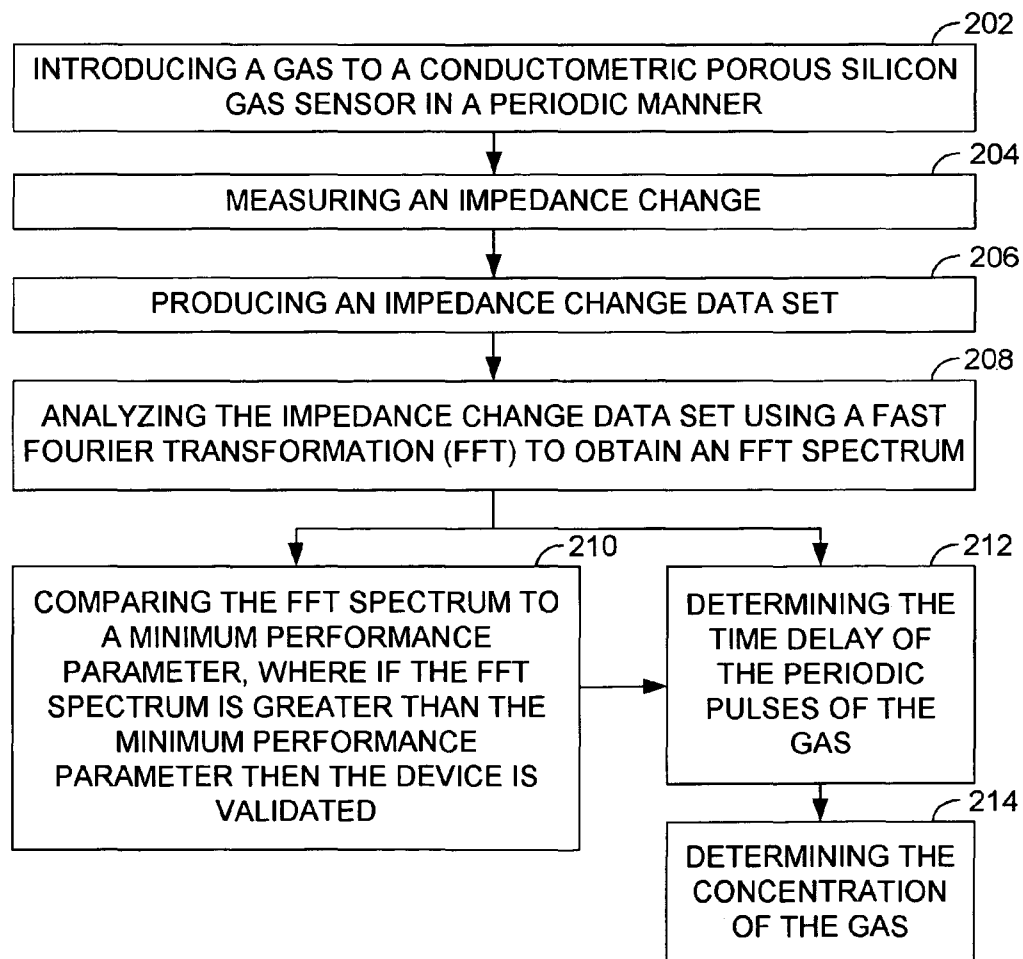 202
INTRODUCING A GAS TO A CONDUCTOMETRIC POROUS SILICON
GAS SENSOR IN A PERIODIC MANNER
204
MEASURING AN IMPEDANCE CHANGE
206
PRODUCING AN IMPEDANCE CHANGE DATA SET
208
ANALYZING THE IMPEDANCE CHANGE DATA SET USING A FAST
FOURIER TRANSFORMATION (FFT) TO OBTAIN AN FFT SPECTRUM
210
COMPARING THE FFT SPECTRUM TO
A MINIMUM PERFORMANCE
PARAMETER, WHERE IF THE FFT
SPECTRUM IS GREATER THAN THE
MINIMUM PERFORMANCE
PARAMETER THEN THE DEVICE IS
VALIDATED
212
DETERMINING THE
TIME DELAY OF
THE PERIODIC
PULSES OF THE
GAS
214
DETERMINING THE
CONCENTRATION
OF THE GAS